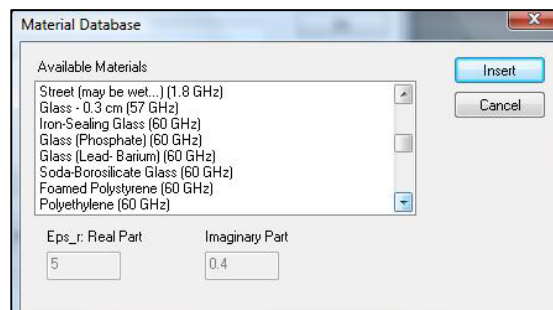 Material Database
Available Materials
Street (may be wet...) (1.8 GHz)
Glass - 0.3 cm (57 GHz)
Iron-Sealing Glass (60 GHz)
Glass (Phosphate) (60 GHz)
Glass (Lead- Barium) (60 GHz)
Soda-Borosilicate Glass (60 GHz)
Foamed Polystyrene (60 GHz)
Polyethylene (60 GHz)
Insert
Cancel
Eps_r: Real Part
Imaginary Part
5
0.4